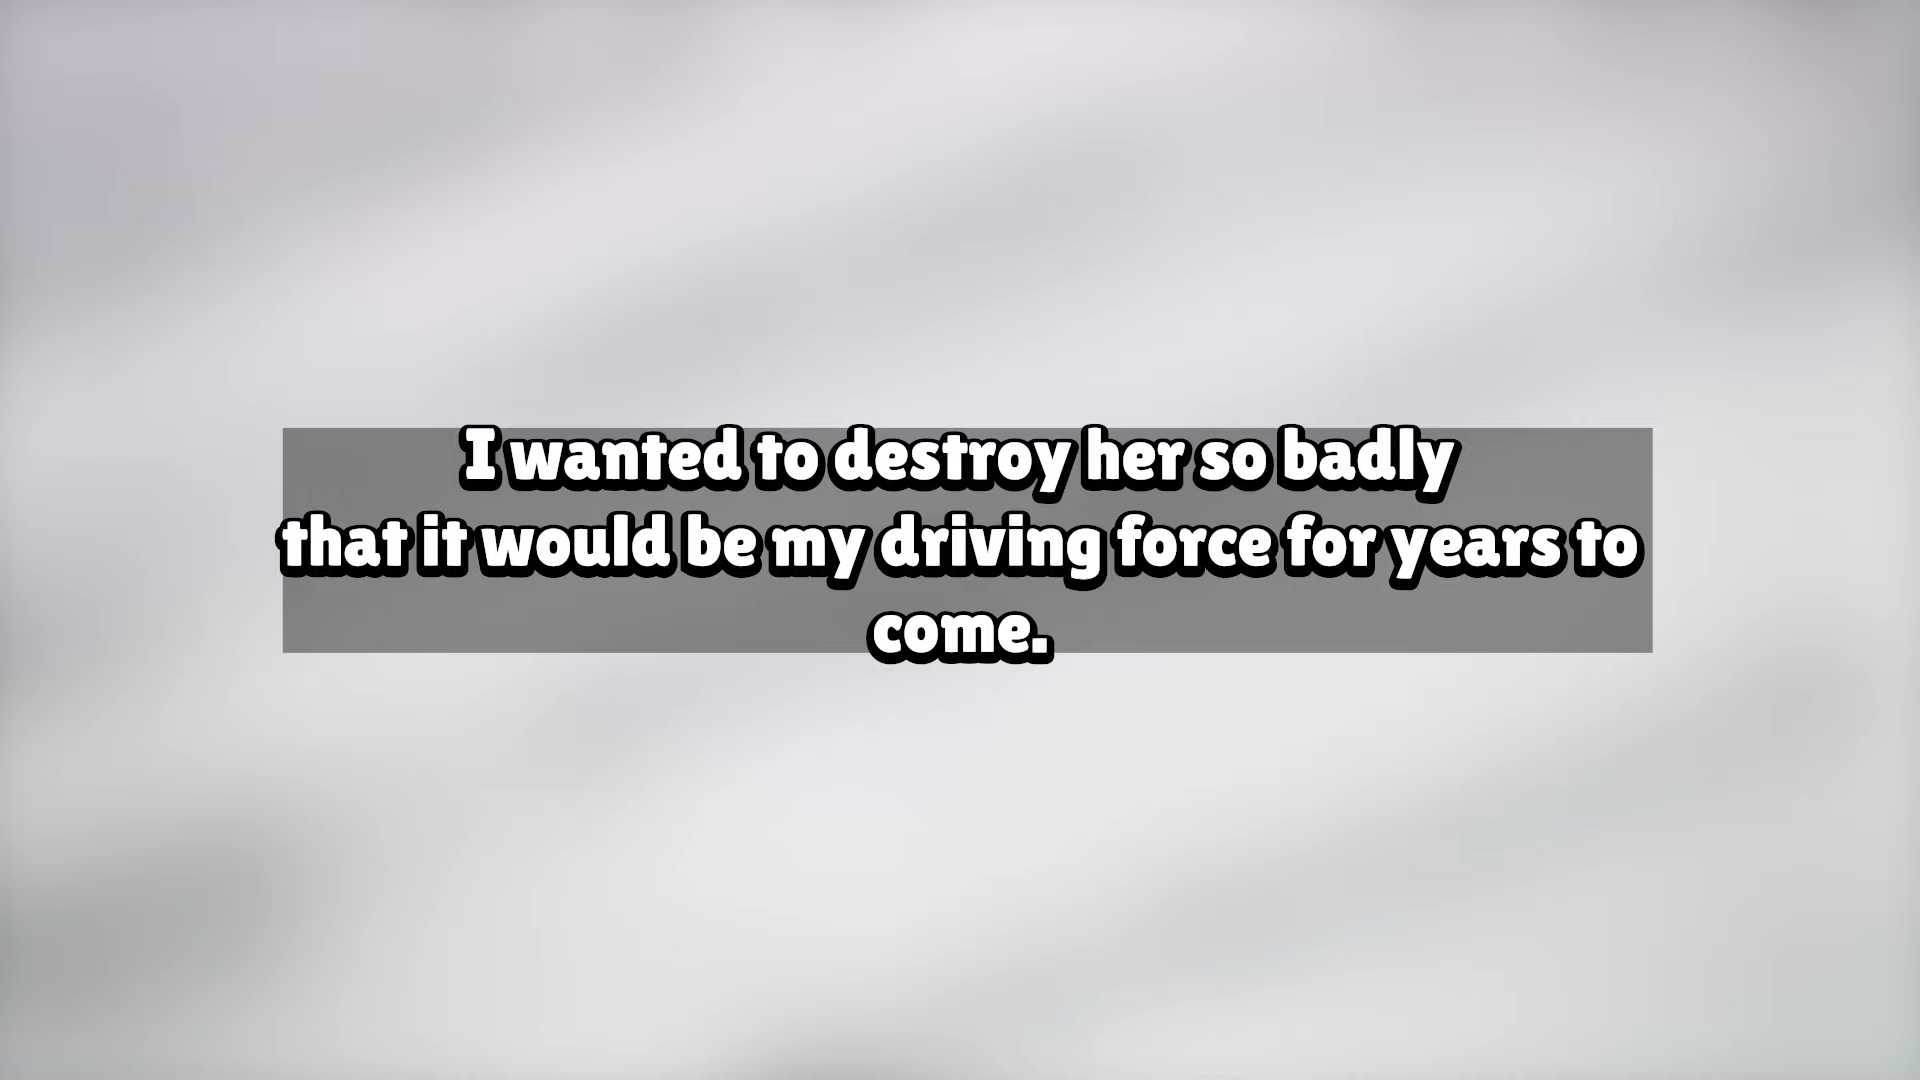 I wanted to destroy her so badly
that it would be my driving force for years to
come.